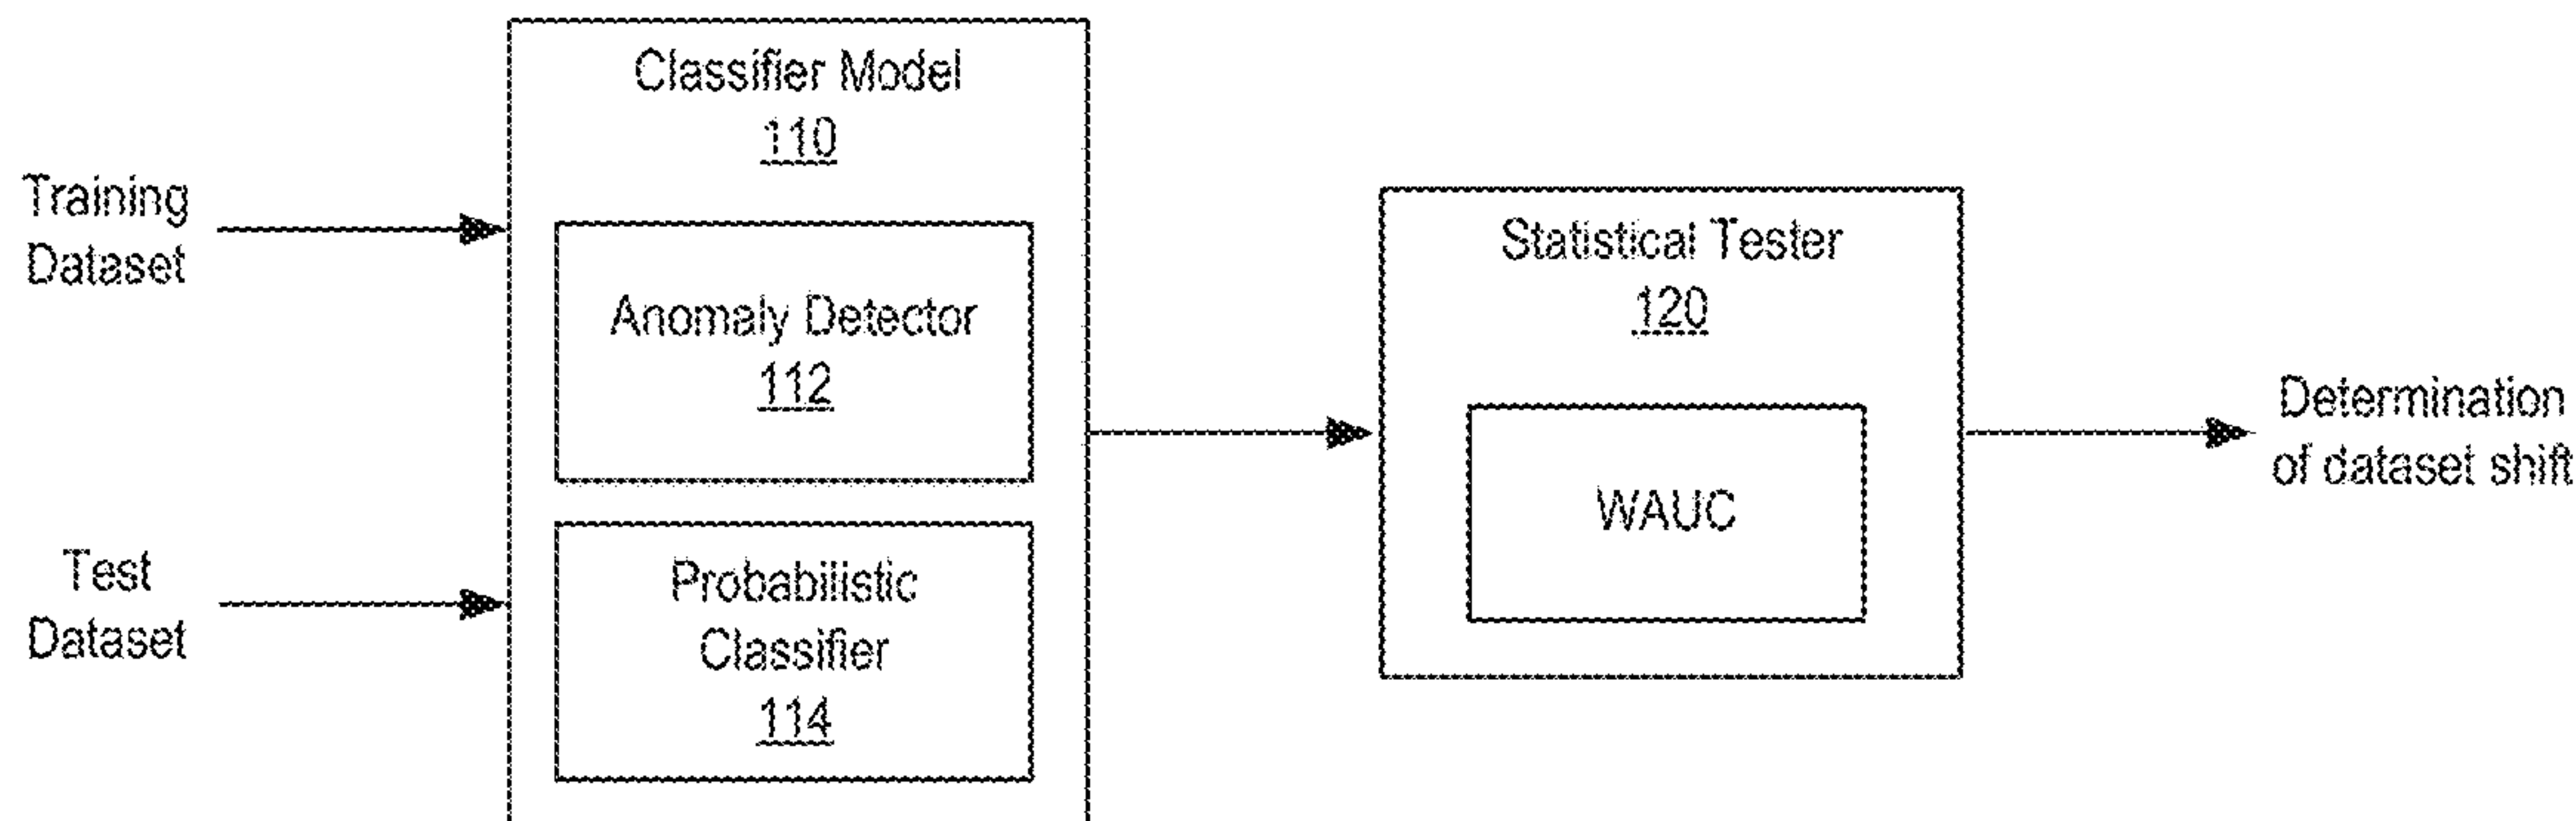 Training
Dataset
Test
Dataset
Classifier Model
110
Anomaly Detector
112
Probabilistic
Classifier
114
Statistical Tester
120
WAUC
Determination
of dataset shift